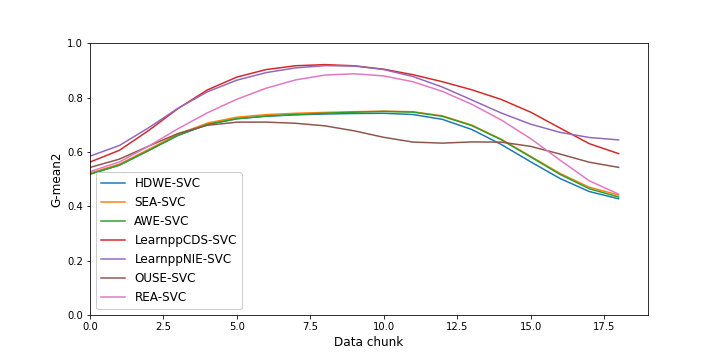 1.0
0.8
0.6
0.4
0.2
0.0
G-mean2
HDWE-SVC
SEA-SVC
AWE-SVC
LearnppCDS-SVC
LearnppNIE-SVC
OUSE-SVC
REA-SVC
0.0 2.5 5.0 7.5 10.0 12.5 15.0 17.5
Data chunk